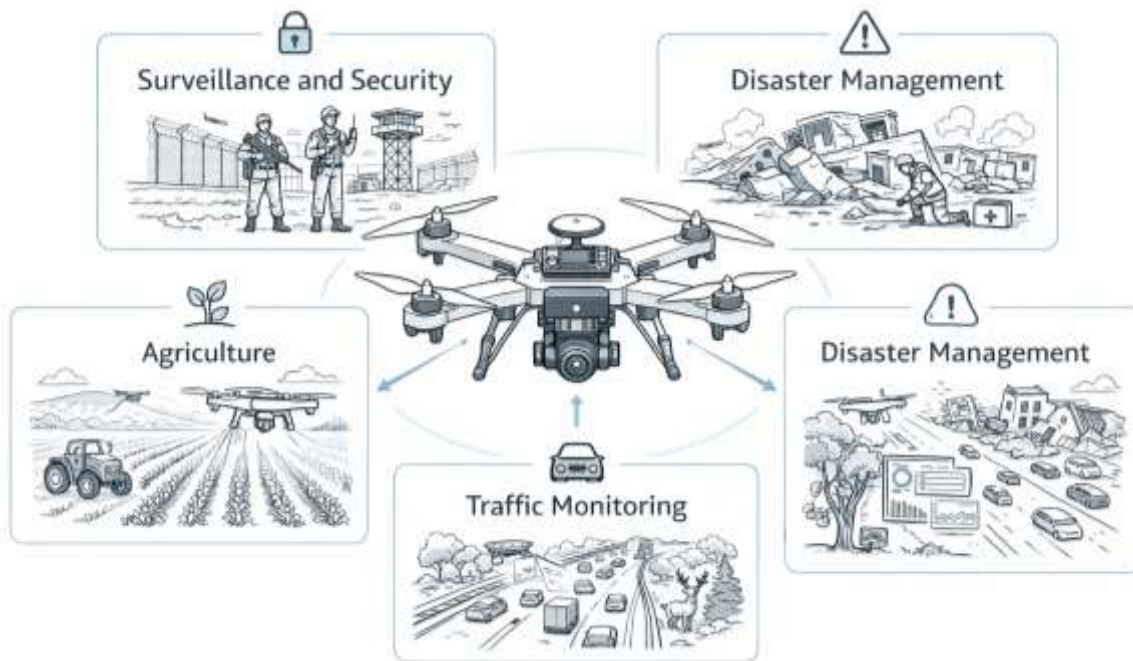 Surveillance and Security
Disaster Management
Agriculture
Disaster Management
Traffic Monitoring